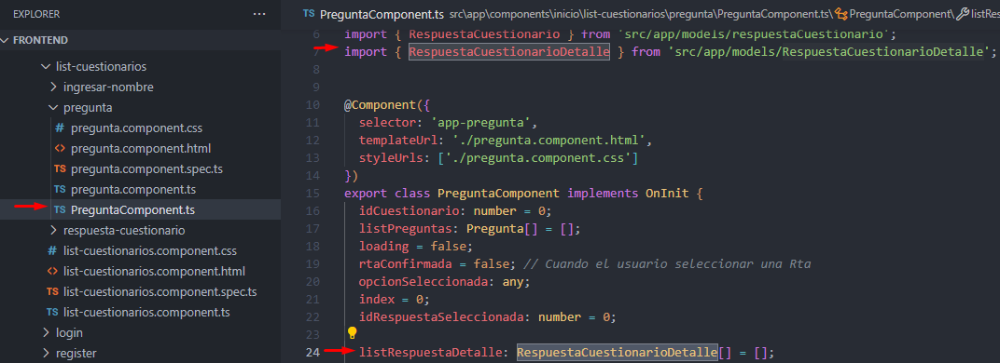 EXPLORER
FRONTEND
list-cuestionarios
ingresar-nombre
pregunta
pregunta.component.css
pregunta.component.html
pregunta.component.spec.ts
pregunta.component.ts
PreguntaComponent.ts
respuesta-cuestionario
list-cuestionarios.component.css
list-cuestionarios.component.html
list-cuestionarios.component.spec.ts
list-cuestionarios.component.ts
login
register
TS PreguntaComponent.ts src\app\components\inicio\list-cuestionarios\pregunta\PreguntaComponent.ts\ PreguntaComponent\ listRes
6 import { RespuestaCuestionario } from 'src/app/models/respuestaCuestionario';
7 import { RespuestaCuestionarioDetalle } from 'src/app/models/RespuestaCuestionarioDetalle';
8
9
10 @Component({
11 selector: 'app-pregunta',
12 templateUrl: './pregunta.component.html',
13 styleUrls: ['./pregunta.component.css']
14 })
15 export class PreguntaComponent implements OnInit {
16 idCuestionario: number = 0;
17 listPreguntas: Pregunta[] = [];
18 loading = false;
19 rtaConfirmada = false; // Cuando el usuario seleccionar una Rta
20 opcionSeleccionada: any;
21 index = 0;
22 idRespuestaSeleccionada: number = 0;
23
24 listRespuestaDetalle: RespuestaCuestionarioDetalle[] = [];